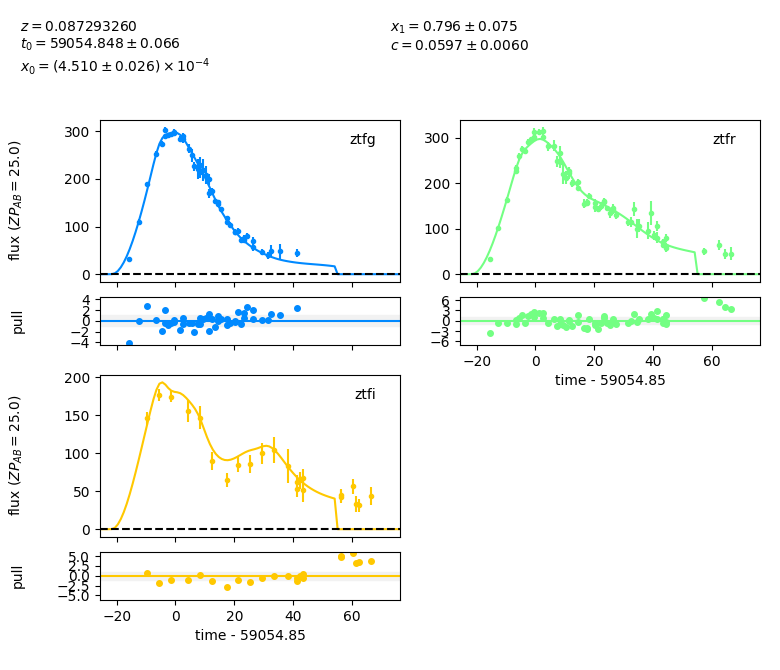 z = 0.087293260
t₀ = 59054.848 ± 0.066
x₀ = (4.510 ± 0.026) × 10⁻⁴
x₁ = 0.796 ± 0.075
c = 0.0597 ± 0.0060
flux (ZP_AB = 25.0)
300
200
100
0
ztfg
300
200
100
0
ztfr
pull
4
2
0
−2
−4
6
3
0
−3
−6
−20
0
20
40
60
time - 59054.85
flux (ZP_AB = 25.0)
200
150
100
50
0
ztfi
pull
5.0
2.5
0.0
−2.5
−5.0
−20
0
20
40
60
time - 59054.85